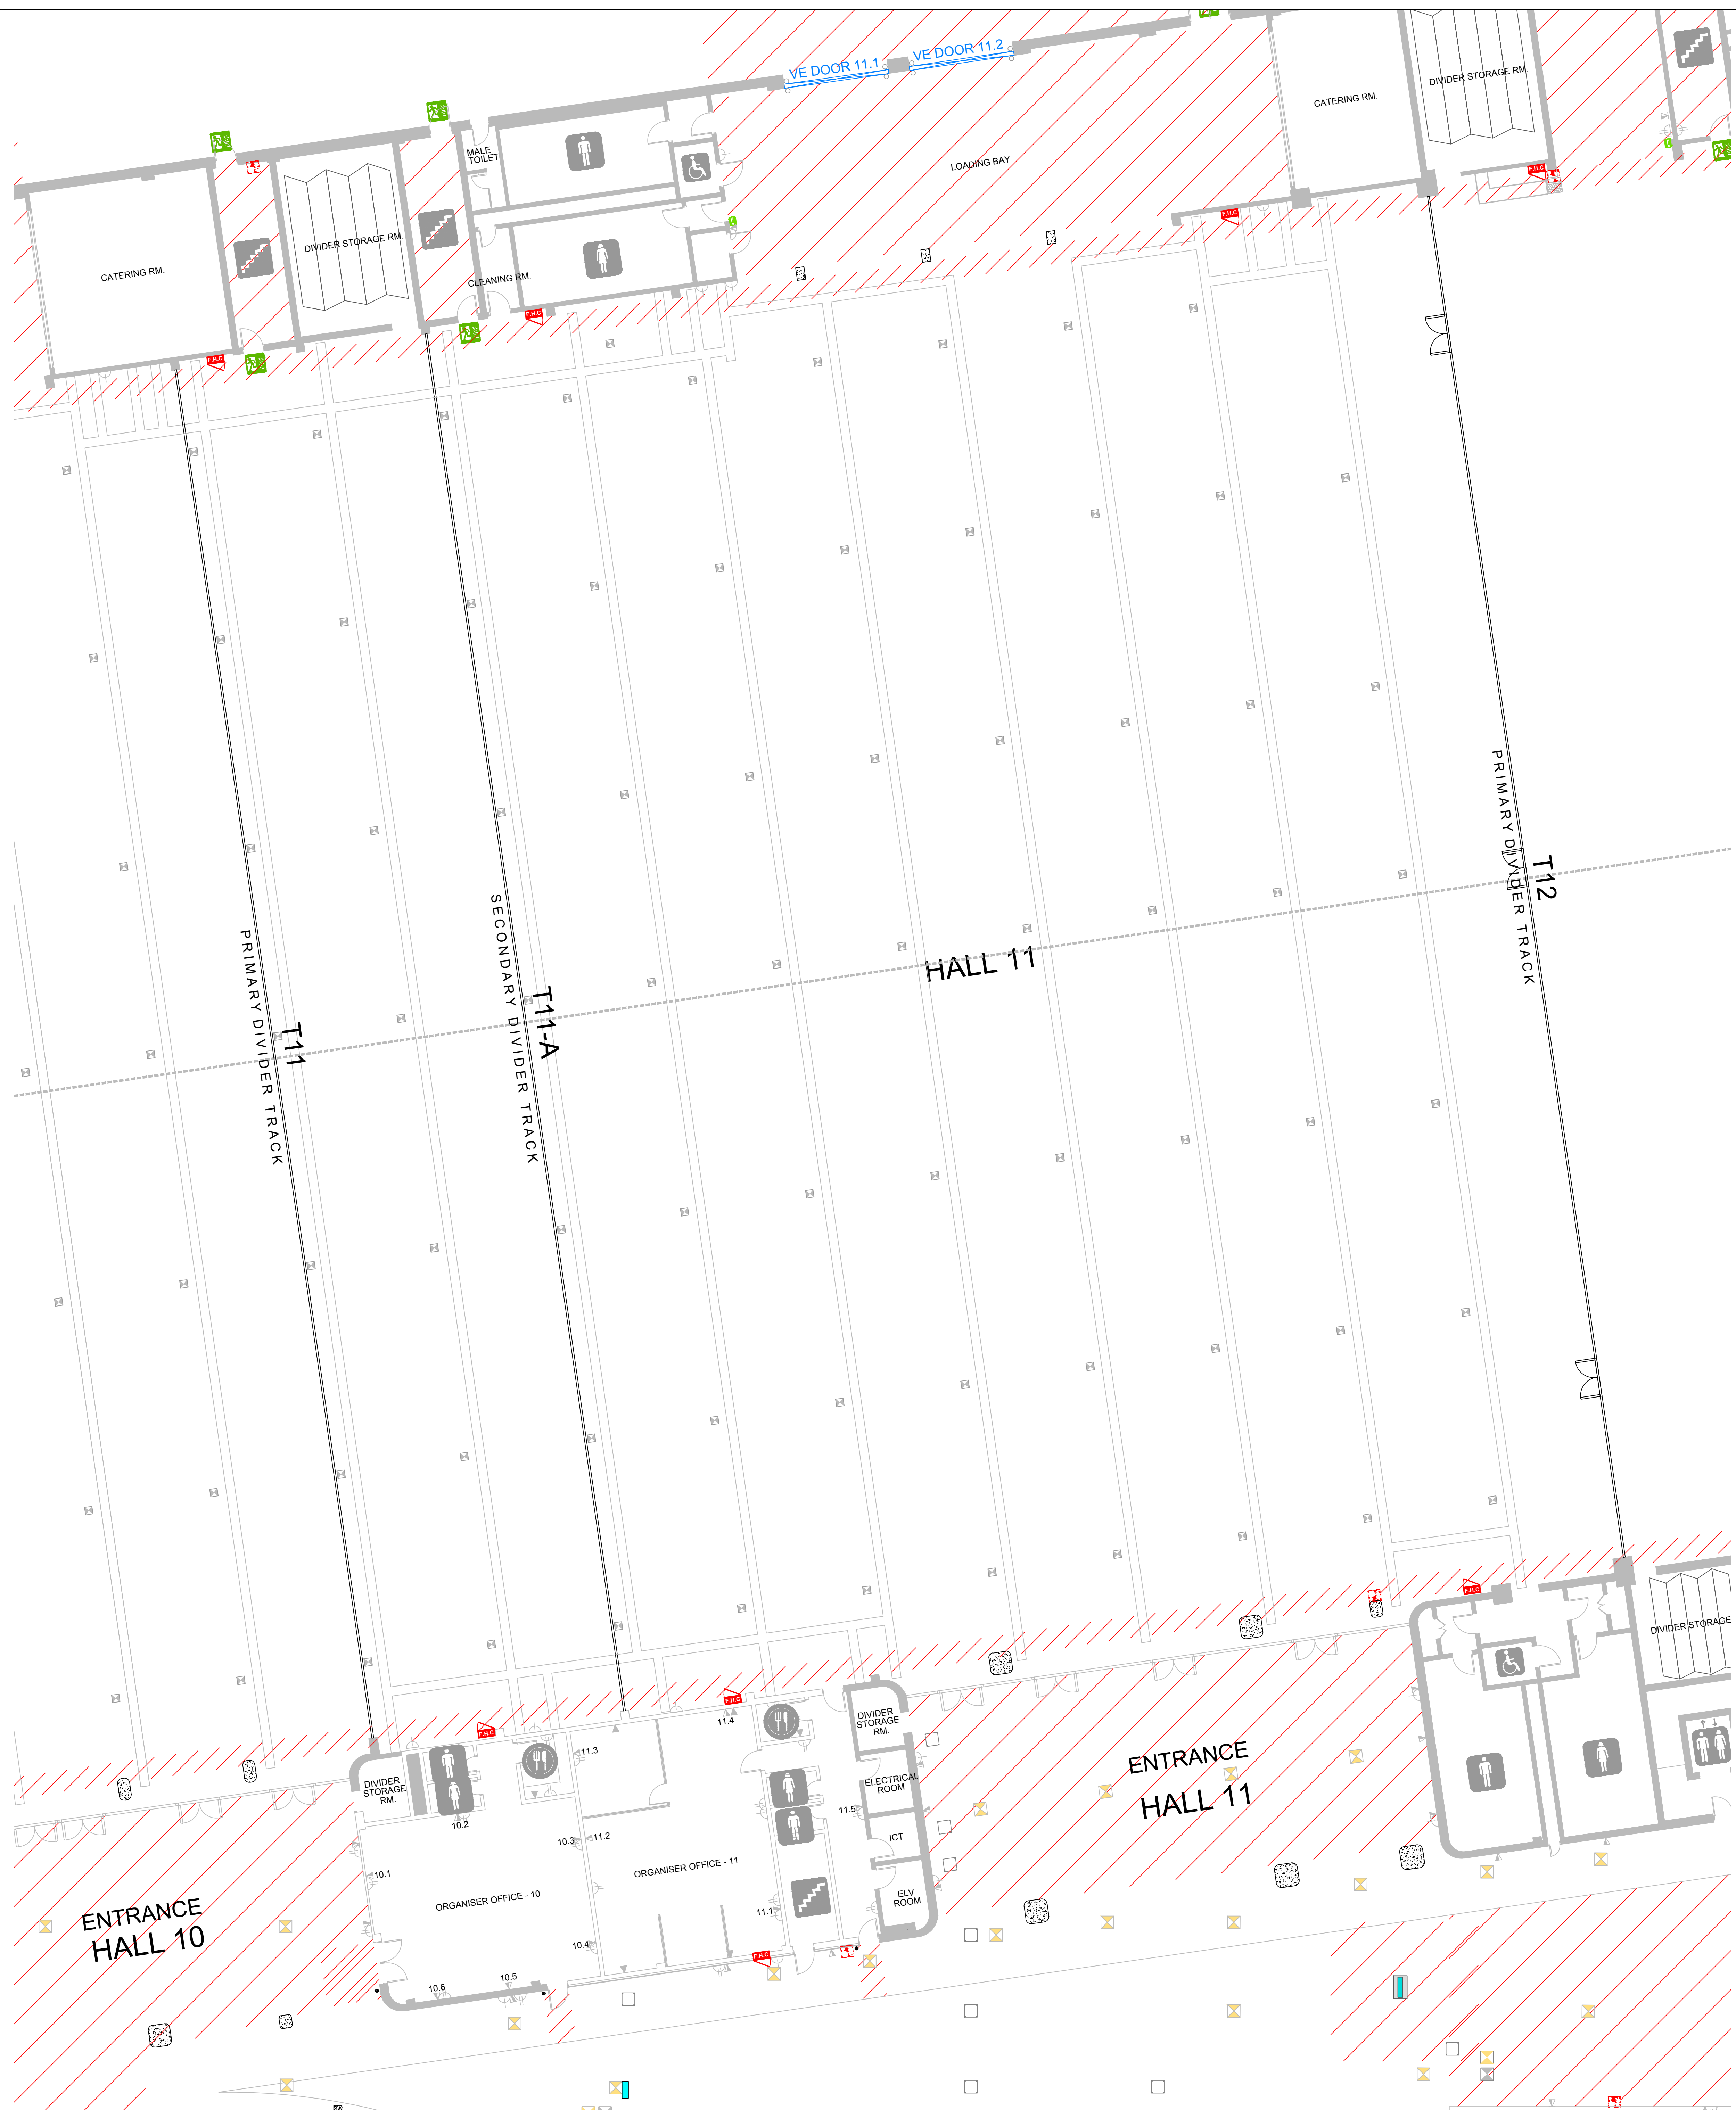 VE DOOR 11.1
VE DOOR 11.2
DIVIDER STORAGE RM.
CATERING RM.
MALE
TOILET
LOADING BAY
F.H.C
F.H.C
DIVIDER STORAGE RM.
CATERING RM.
CLEANING RM.
F.H.C
F.H.C
PRIMARY DIVIDER TRACK
T12
SECONDARY DIVIDER TRACK
T11-A
HALL 11
PRIMARY DIVIDER TRACK
T11
F.H.C
DIVIDER STORAGE
F.H.C
F.H.C
11.4
DIVIDER
STORAGE
RM.
11.3
ENTRANCE
HALL 11
DIVIDER
STORAGE
RM.
ELECTRICAL
ROOM
11.5
10.2
10.3
11.2
ICT
10.1
ORGANISER OFFICE - 11
ORGANISER OFFICE - 10
ELV
ROOM
11.1
ENTRANCE
HALL 10
10.4
F.H.C
10.5
10.6